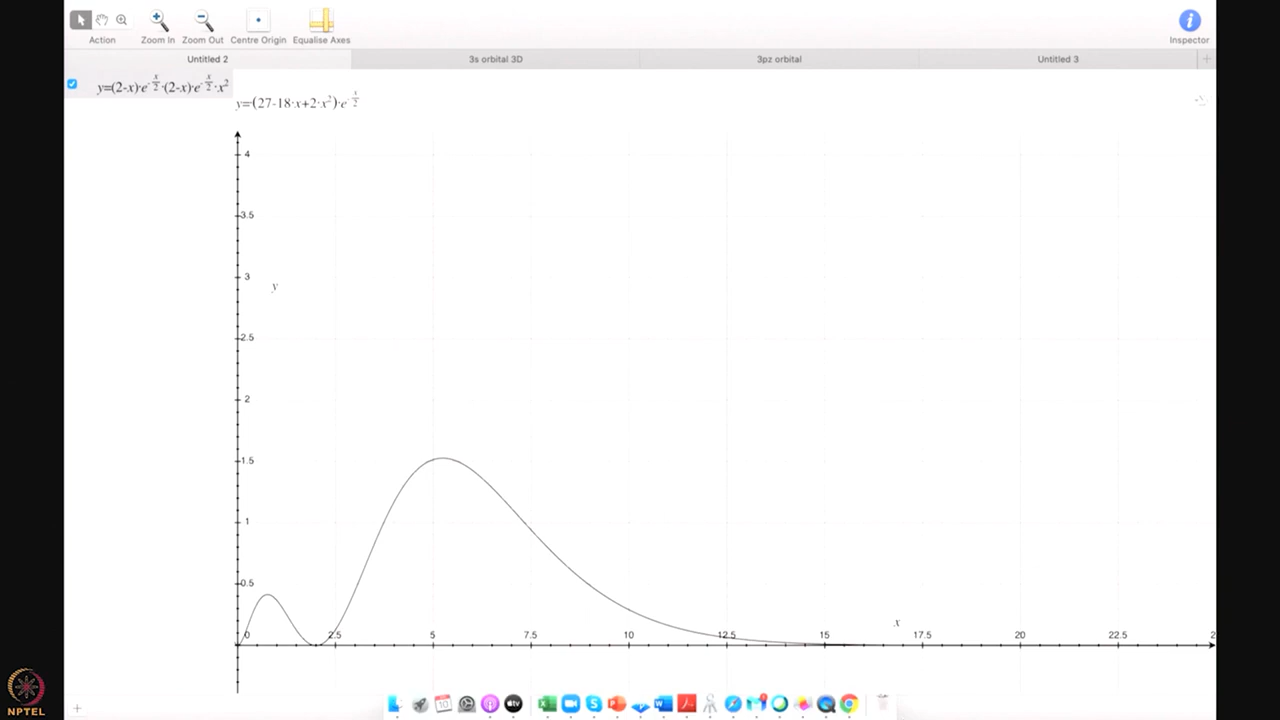 Action
Zoom In
Zoom Out
Centre Origin
Equalise Axes
Inspector
Untitled 2
3s orbital 3D
3pz orbital
Untitled 3
y=(2-x)·e^-x/2·(2-x)·e^-x/2·x²
y=(27-18·x+2·x²)·e^-x/2
4
3.5
3
y
2.5
2
1.5
1
0.5
x
0 2.5 5 7.5 10 12.5 15 17.5 20 22.5 2
NPTEL